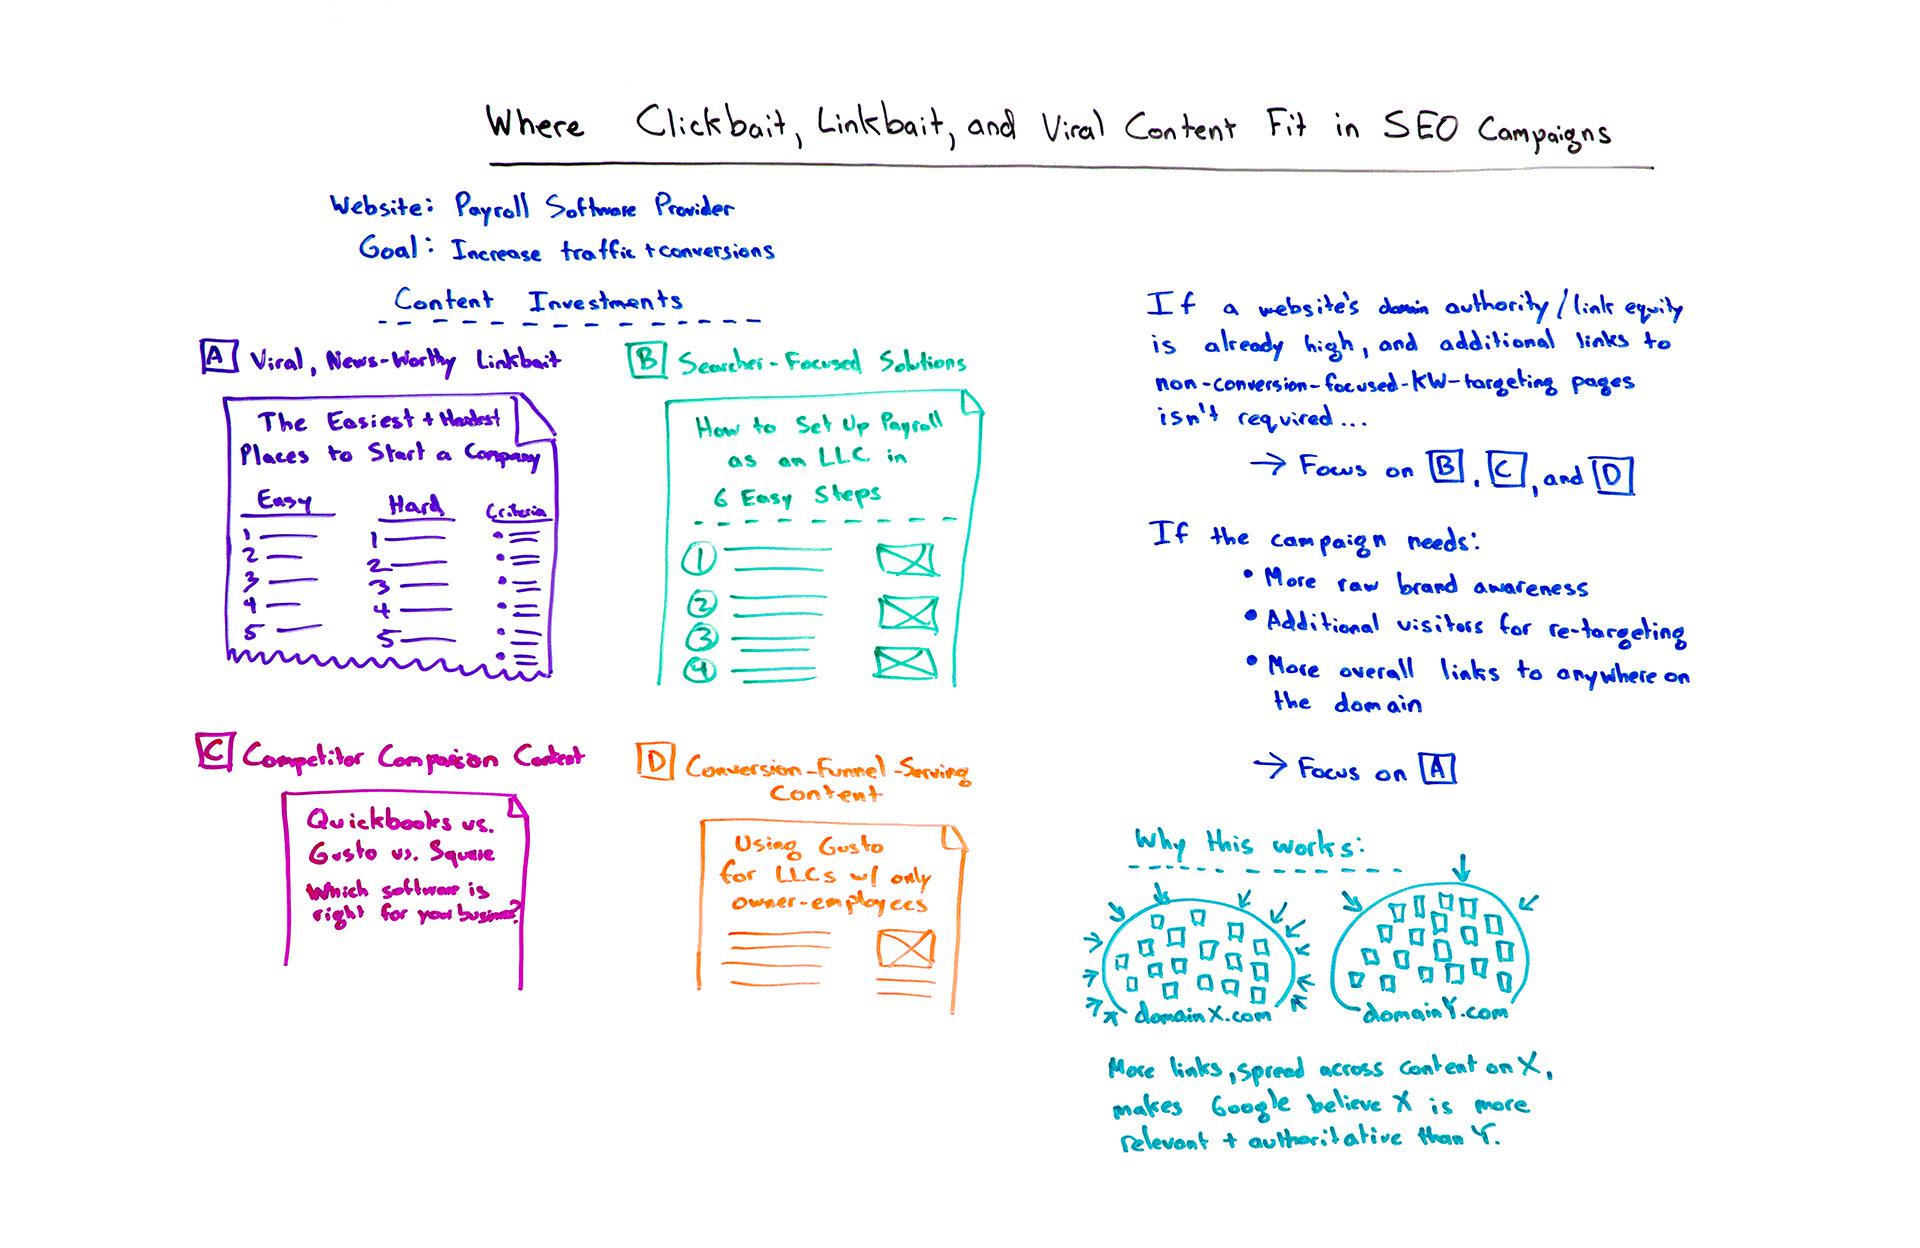 Where Clickbait, Linkbait, and Viral Content Fit in SEO Campaigns
Website: Payroll Software Provider
Goal: Increase traffic + conversions
Content Investments
A Viral, News-Worthy Linkbait
The Easiest + Hardest
Places to Start a Company
Easy Hard Criteria
1 1
2 2
3 3
4 4
5 5
B Searcher-Focused Solutions
How to Set Up Payroll
as an LLC in
6 Easy Steps
1
2
3
4
C Competitor Comparison Content
Quickbooks vs.
Gusto vs. Square
Which software is
right for your business?
D Conversion-Funnel-Serving
Content
Using Gusto
for LLCs w/ only
owner-employees
If a website's domain authority/link equity
is already high, and additional links to
non-conversion-focused-KW-targeting pages
isn't required...
→ Focus on B, C, and D
If the campaign needs:
• More raw brand awareness
• Additional visitors for re-targeting
• More overall links to anywhere on
the domain
→ Focus on A
Why this works:
domainX.com domainY.com
More links, spread across content on X,
makes Google believe X is more
relevant + authoritative than Y.